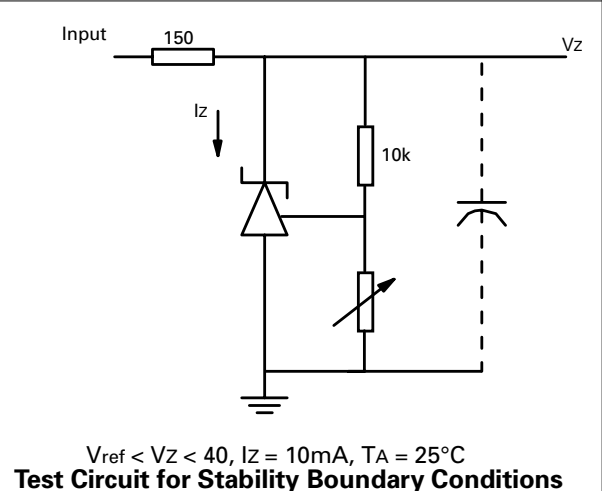 Input
150
Vz
Iz
10k
Vref < Vz < 40, Iz = 10mA, TA = 25°C
Test Circuit for Stability Boundary Conditions